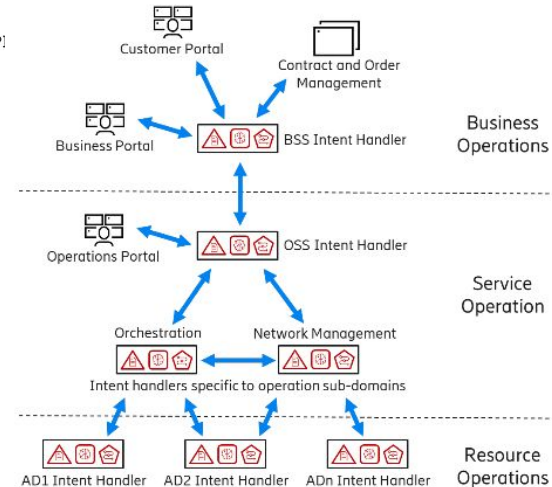 Customer Portal
Contract and Order
Management
Business Portal
BSS Intent Handler
Business
Operations
Operations Portal
OSS Intent Handler
Service
Operation
Orchestration
Network Management
Intent handlers specific to operation sub-domains
AD1 Intent Handler
AD2 Intent Handler
ADn Intent Handler
Resource
Operations